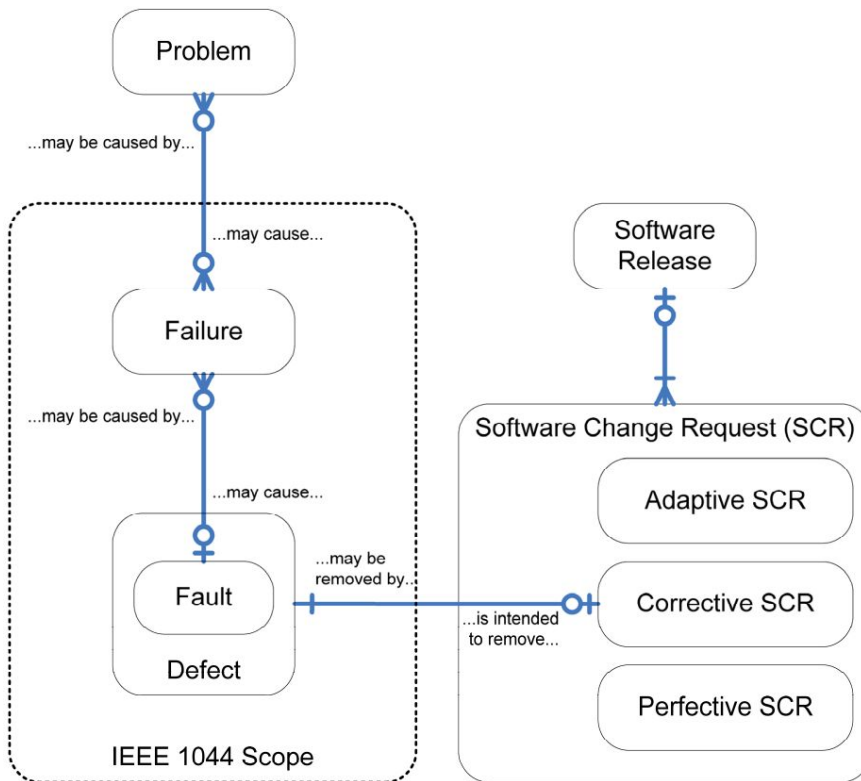 Problem
...may be caused by...
...may cause...
Software
Release
Failure
...may be caused by...
Software Change Request (SCR)
Adaptive SCR
...may cause...
...may be
removed by...
Fault
Corrective SCR
...is intended
to remove...
Defect
Perfective SCR
IEEE 1044 Scope